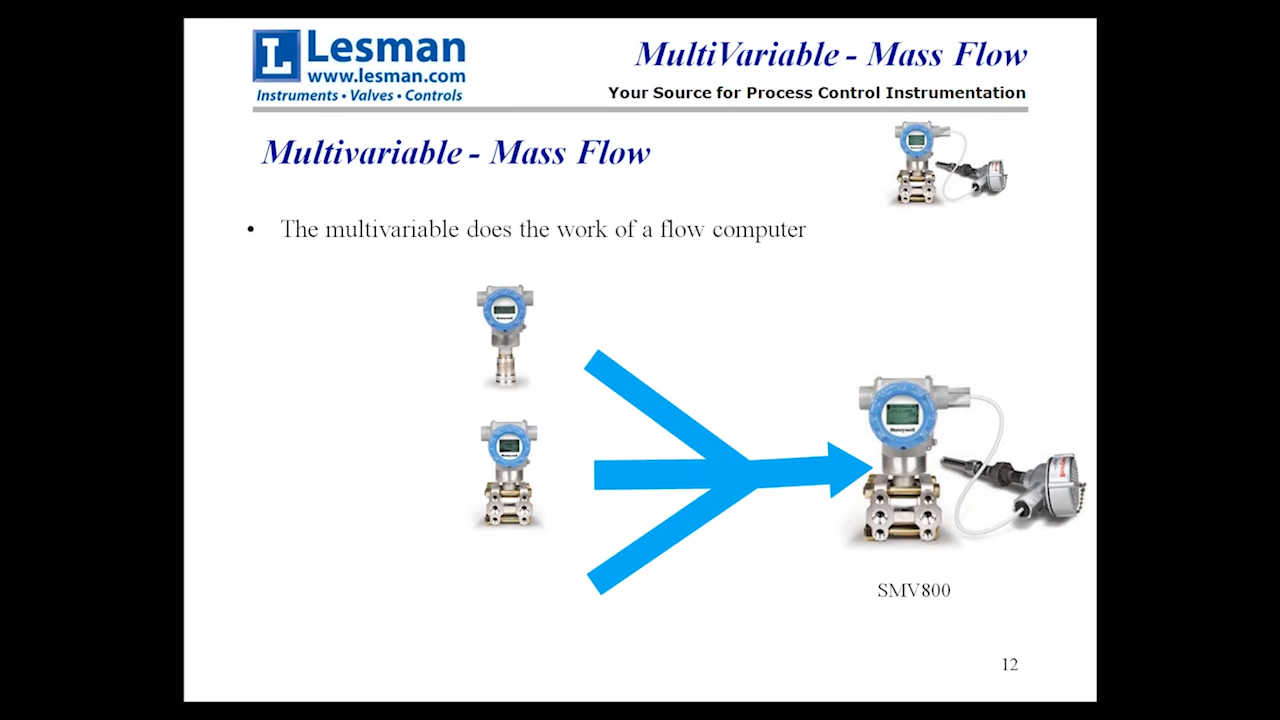 L Lesman
www.lesman.com
Instruments • Valves • Controls
MultiVariable - Mass Flow
Your Source for Process Control Instrumentation
Multivariable - Mass Flow
• The multivariable does the work of a flow computer
Honeywell
SMV800
12